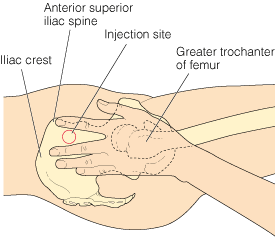 Anterior superior
iliac spine
Injection site
Greater trochanter
of femur
Iliac crest